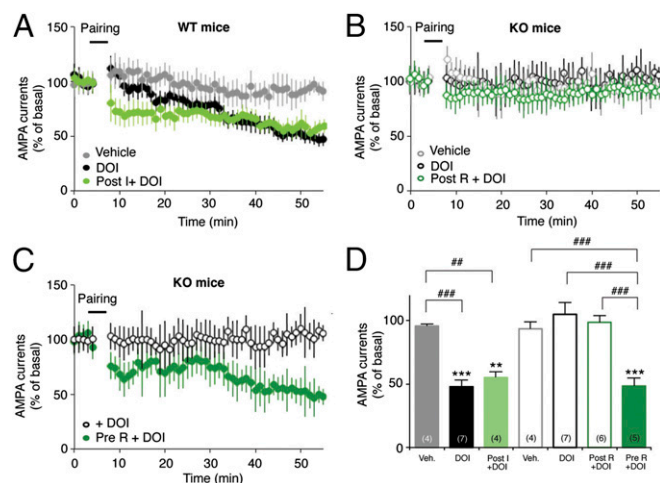 A
Pairing
WT mice
AMPA currents
(% of basal)
150
100
50
0
Vehicle
DOI
Post I+ DOI
0 10 20 30 40 50
Time (min)
B
Pairing
KO mice
AMPA currents
(% of basal)
150
100
50
0
Vehicle
DOI
Post R + DOI
0 10 20 30 40 50
Time (min)
C
Pairing
KO mice
AMPA currents
(% of basal)
150
100
50
0
+ DOI
Pre R + DOI
0 10 20 30 40 50
Time (min)
D
###
##
###
###
###
AMPA currents
(% of basal)
100
50
0
*** ** ***
(4) (7) (4) (4) (7) (6) (5)
Veh. DOI Post I +DOI Veh. DOI Post R +DOI Pre R +DOI